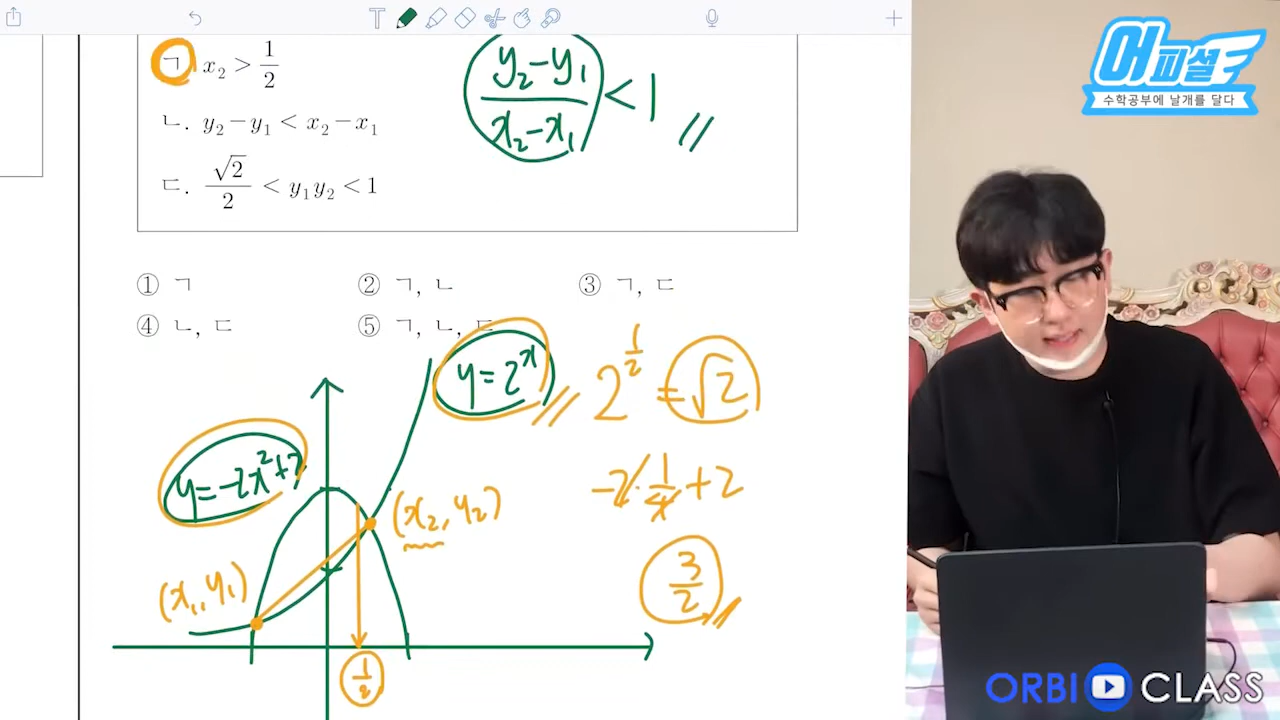 ㄱ x₂ > 1/2
ㄴ. y₂ − y₁ < x₂ − x₁
ㄷ. √2/2 < y₁y₂ < 1
(y₂−y₁)/(x₂−x₁) < 1
① ㄱ ② ㄱ, ㄴ ③ ㄱ, ㄷ
④ ㄴ, ㄷ ⑤ ㄱ, ㄴ, ㄷ
y=2ˣ
2^(1/2) = √2
y=-2x²+2
-2·1/4+2
(x₂, y₂)
3/2
(x₁, y₁)
1/2
어피셜
수학공부에 날개를 달다
ORBI CLASS